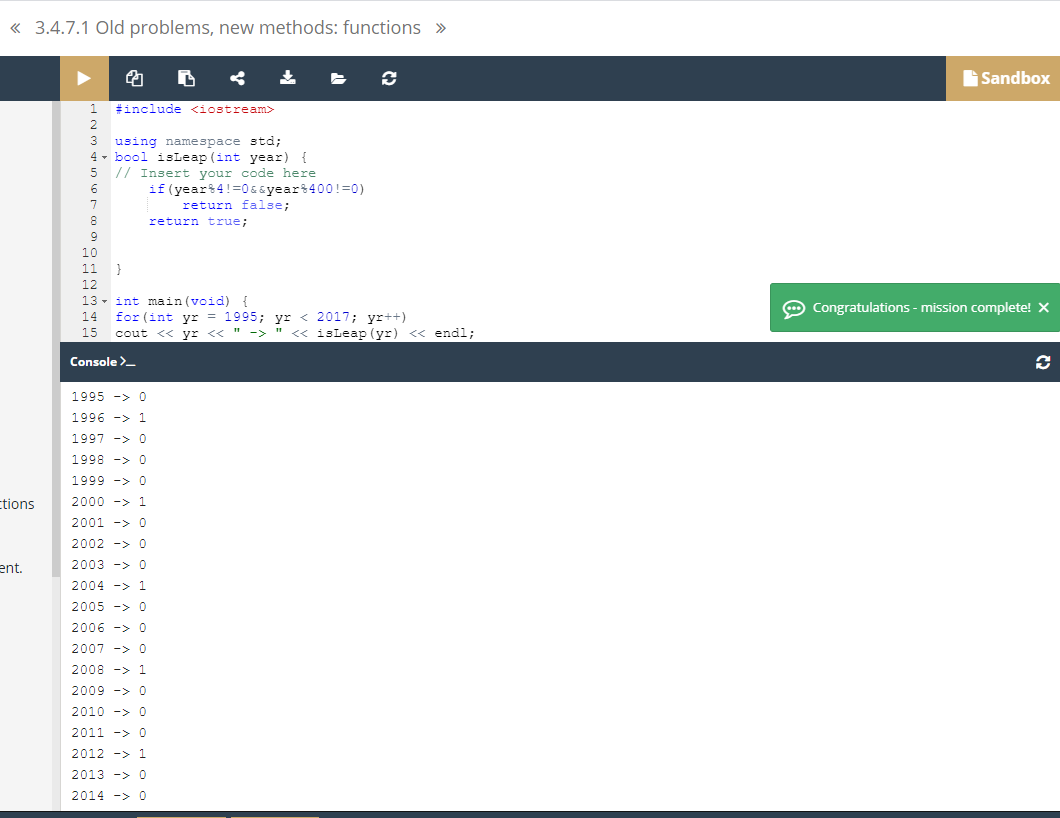 « 3.4.7.1 Old problems, new methods: functions »
Sandbox
1 #include <iostream>
2
3 using namespace std;
4 bool isLeap(int year) {
5 // Insert your code here
6 if(year%4!=0&&year%400!=0)
7 return false;
8 return true;
9
10
11 }
12
13 int main(void) {
14 for(int yr = 1995; yr < 2017; yr++)
15 cout << yr << " -> " << isLeap(yr) << endl;
Congratulations - mission complete! ×
Console >_
ctions
ent.
1995 -> 0
1996 -> 1
1997 -> 0
1998 -> 0
1999 -> 0
2000 -> 1
2001 -> 0
2002 -> 0
2003 -> 0
2004 -> 1
2005 -> 0
2006 -> 0
2007 -> 0
2008 -> 1
2009 -> 0
2010 -> 0
2011 -> 0
2012 -> 1
2013 -> 0
2014 -> 0